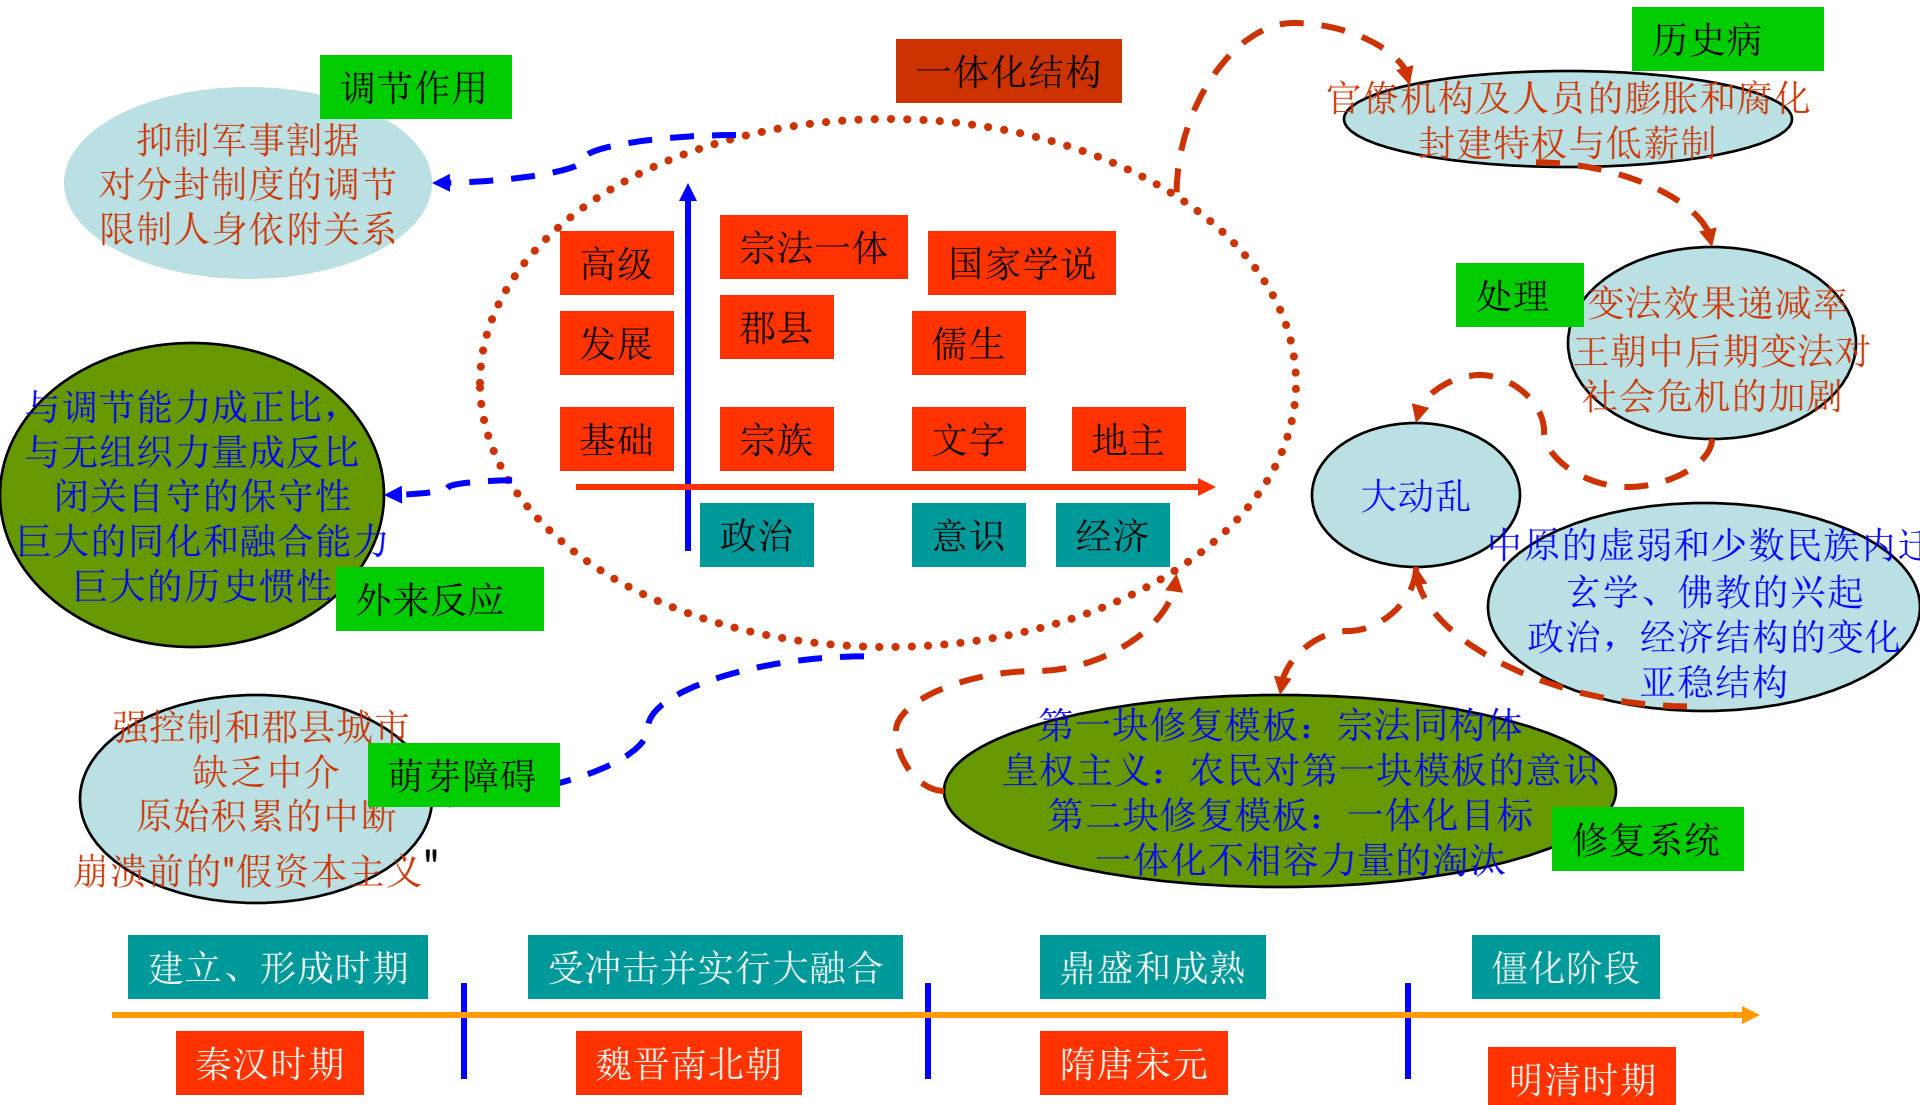 历史病
一体化结构
调节作用
官僚机构及人员的膨胀和腐化
封建特权与低薪制
抑制军事割据
对分封制度的调节
限制人身依附关系
高级
宗法一体
国家学说
发展
郡县
儒生
基础
宗族
文字
地主
政治
意识
经济
处理
变法效果递减率
王朝中后期变法对
社会危机的加剧
与调节能力成正比，
与无组织力量成反比
闭关自守的保守性
巨大的同化和融合能力
巨大的历史惯性
外来反应
大动乱
中原的虚弱和少数民族内迁
玄学、佛教的兴起
政治，经济结构的变化
亚稳结构
强控制和郡县城市
缺乏中介
原始积累的中断
崩溃前的"假资本主义"
萌芽障碍
第一块修复模板：宗法同构体
皇权主义：农民对第一块模板的意识
第二块修复模板：一体化目标
一体化不相容力量的淘汰
修复系统
建立、形成时期
受冲击并实行大融合
鼎盛和成熟
僵化阶段
秦汉时期
魏晋南北朝
隋唐宋元
明清时期